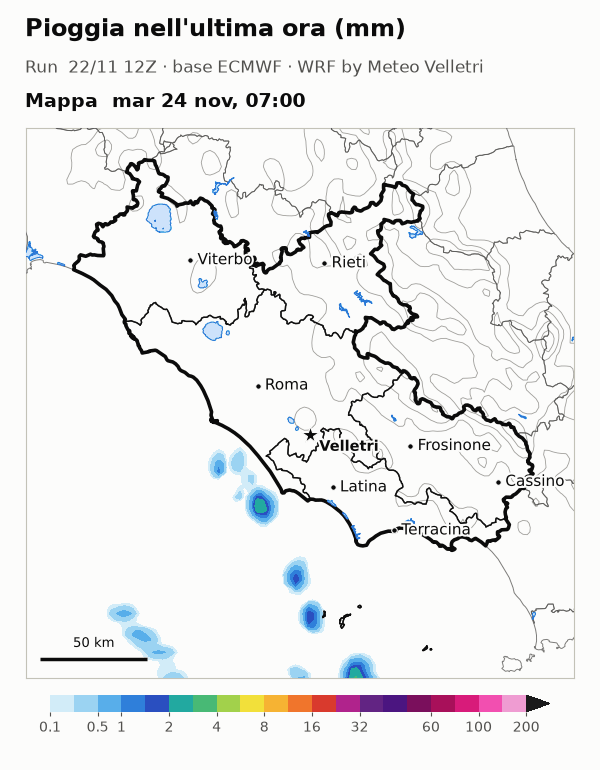 Pioggia nell'ultima ora (mm)
Run  22/11 12Z · base ECMWF · WRF by Meteo Velletri
Mappa  mar 24 nov, 07:00
Viterbo
Rieti
Roma
Velletri
Frosinone
Latina
Cassino
Terracina
50 km
0.1 0.5 1 2 4 8 16 32 60 100 200